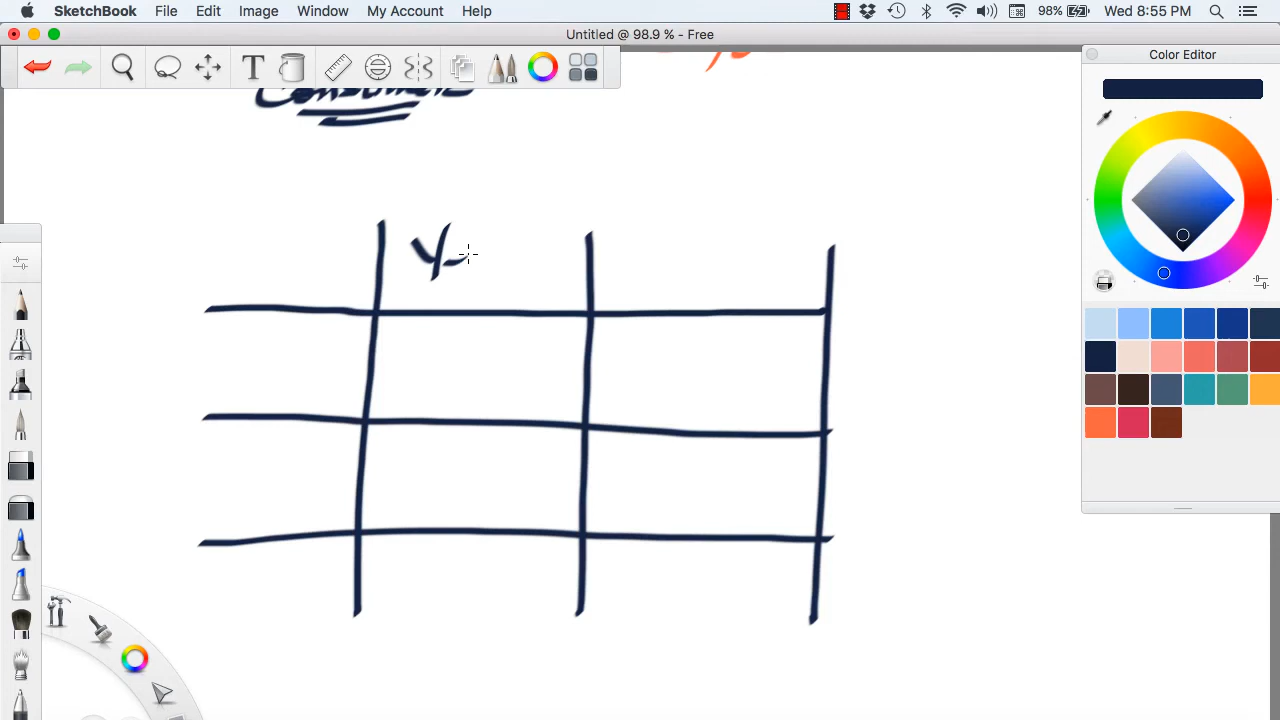 SketchBook File Edit Image Window My Account Help 98% Wed 8:55 PM
Untitled @ 98.9 % - Free
Color Editor
T
Consumers
Y